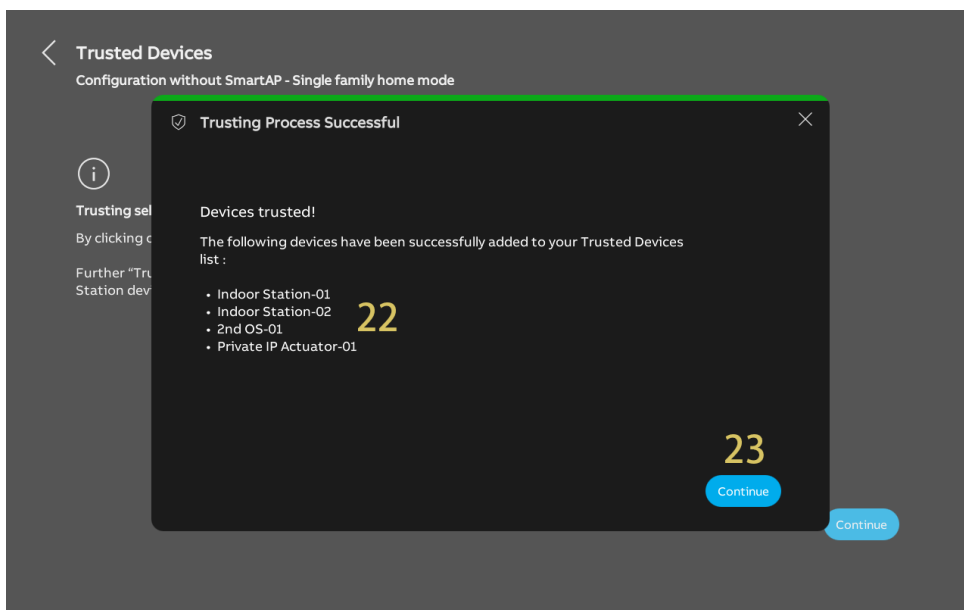 Trusted Devices
Configuration without SmartAP - Single family home mode
Trusting Process Successful
Trusting sel
By clicking
Further “Tru
Station dev
Devices trusted!
The following devices have been successfully added to your Trusted Devices
list :
• Indoor Station-01
• Indoor Station-02
• 2nd OS-01
• Private IP Actuator-01
22
23
Continue
Continue